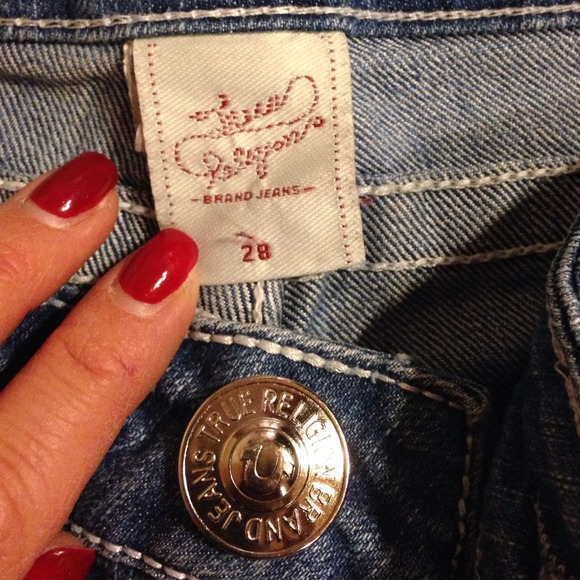 True
Religion
BRAND JEANS
28
TRUE RELIGION BRAND JEANS